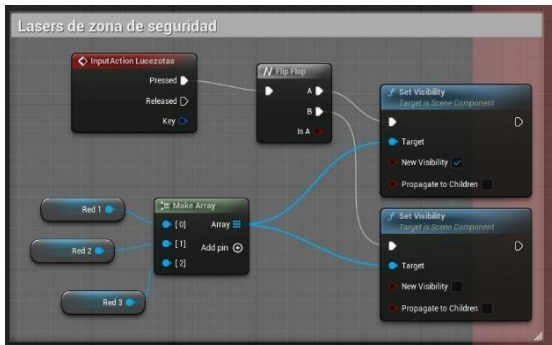 Lasers de zona de seguridad
InputAction Lucezotas
Pressed
Released
Key
Flip Flop
A
B
Is A
Set Visibility
Target is Scene Component
Target
New Visibility
Propagate to Children
Red 1
Red 2
Red 3
Make Array
[0]
Array
[1]
Add pin
[2]
Set Visibility
Target is Scene Component
Target
New Visibility
Propagate to Children